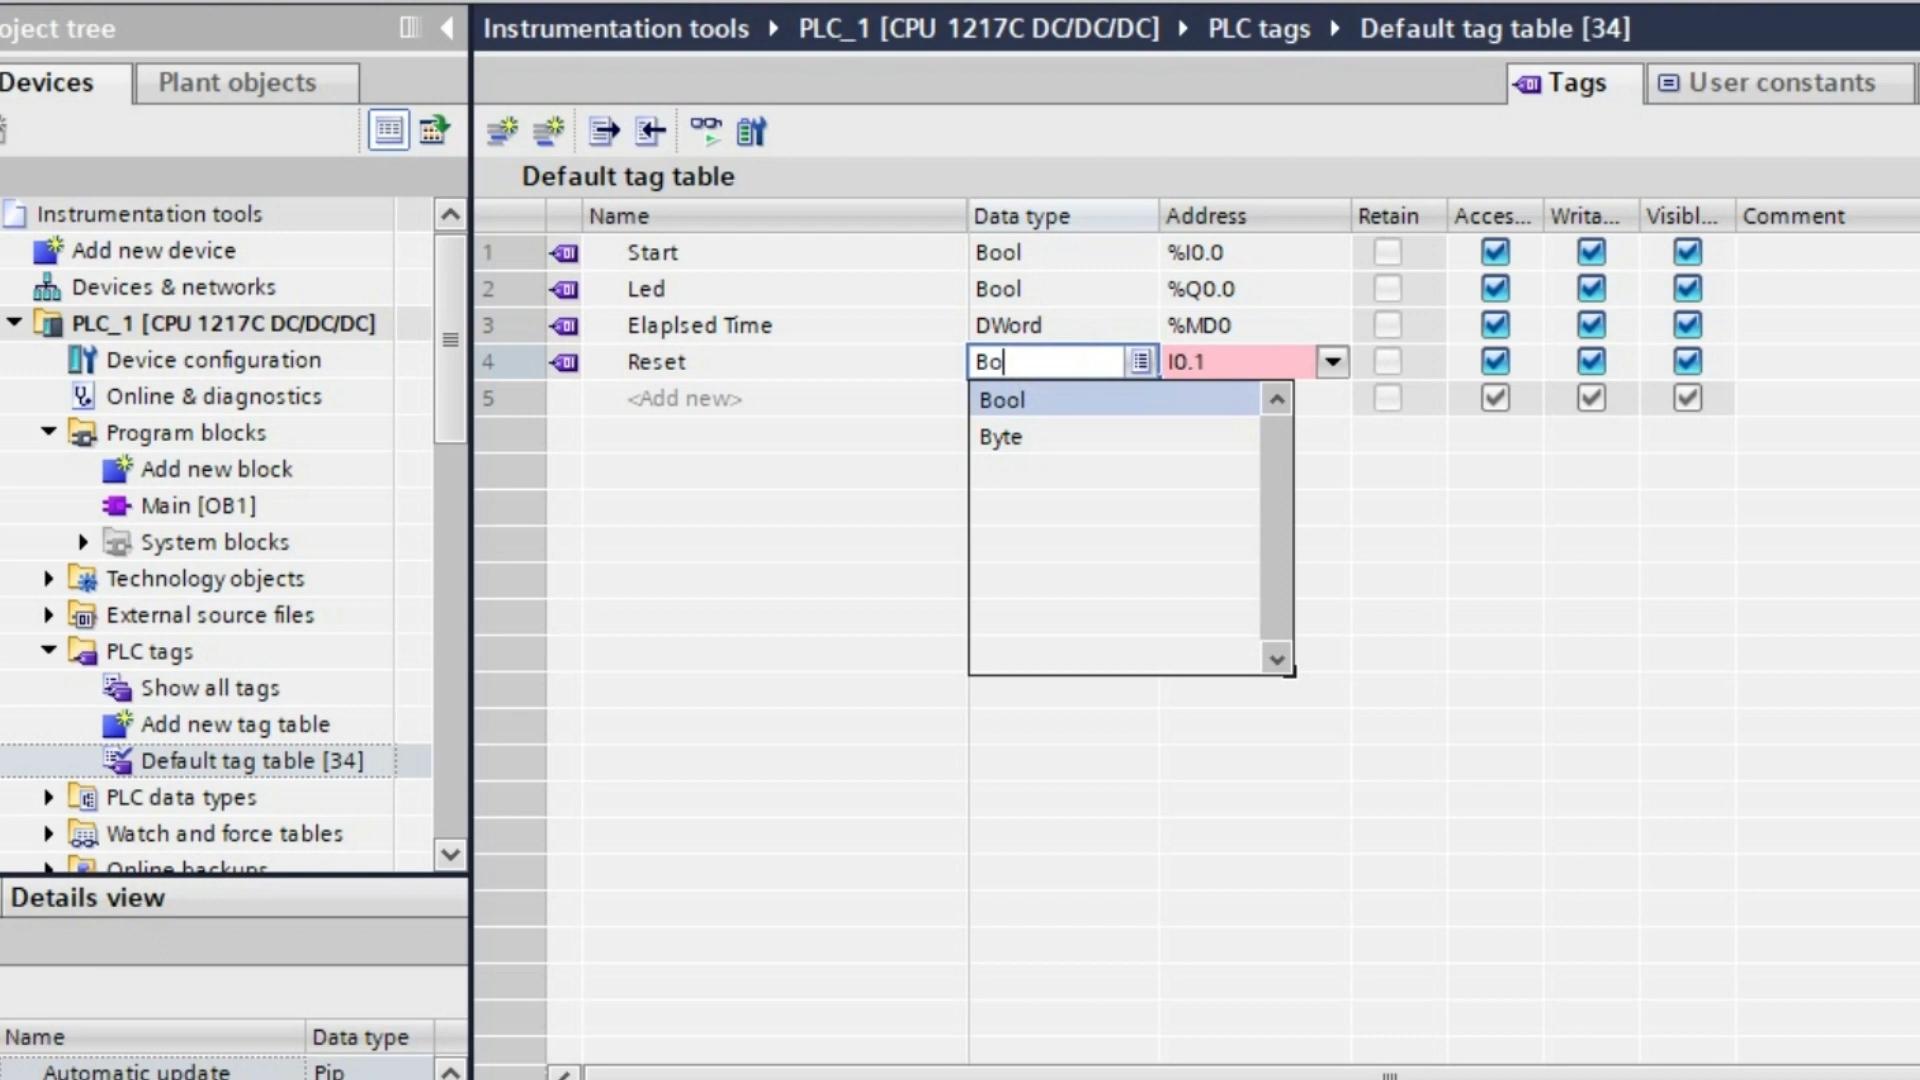 oject tree
Instrumentation tools ▸ PLC_1 [CPU 1217C DC/DC/DC] ▸ PLC tags ▸ Default tag table [34]
Devices
Plant objects
Tags
User constants
Default tag table
Name Data type Address Retain Acces... Writa... Visibl... Comment
1 Start Bool %I0.0
2 Led Bool %Q0.0
3 Elaplsed Time DWord %MD0
4 Reset Bo I0.1
5 <Add new>
Bool
Byte
Instrumentation tools
Add new device
Devices & networks
PLC_1 [CPU 1217C DC/DC/DC]
Device configuration
Online & diagnostics
Program blocks
Add new block
Main [OB1]
System blocks
Technology objects
External source files
PLC tags
Show all tags
Add new tag table
Default tag table [34]
PLC data types
Watch and force tables
Online backups
Details view
Name Data type
Automatic update Pip